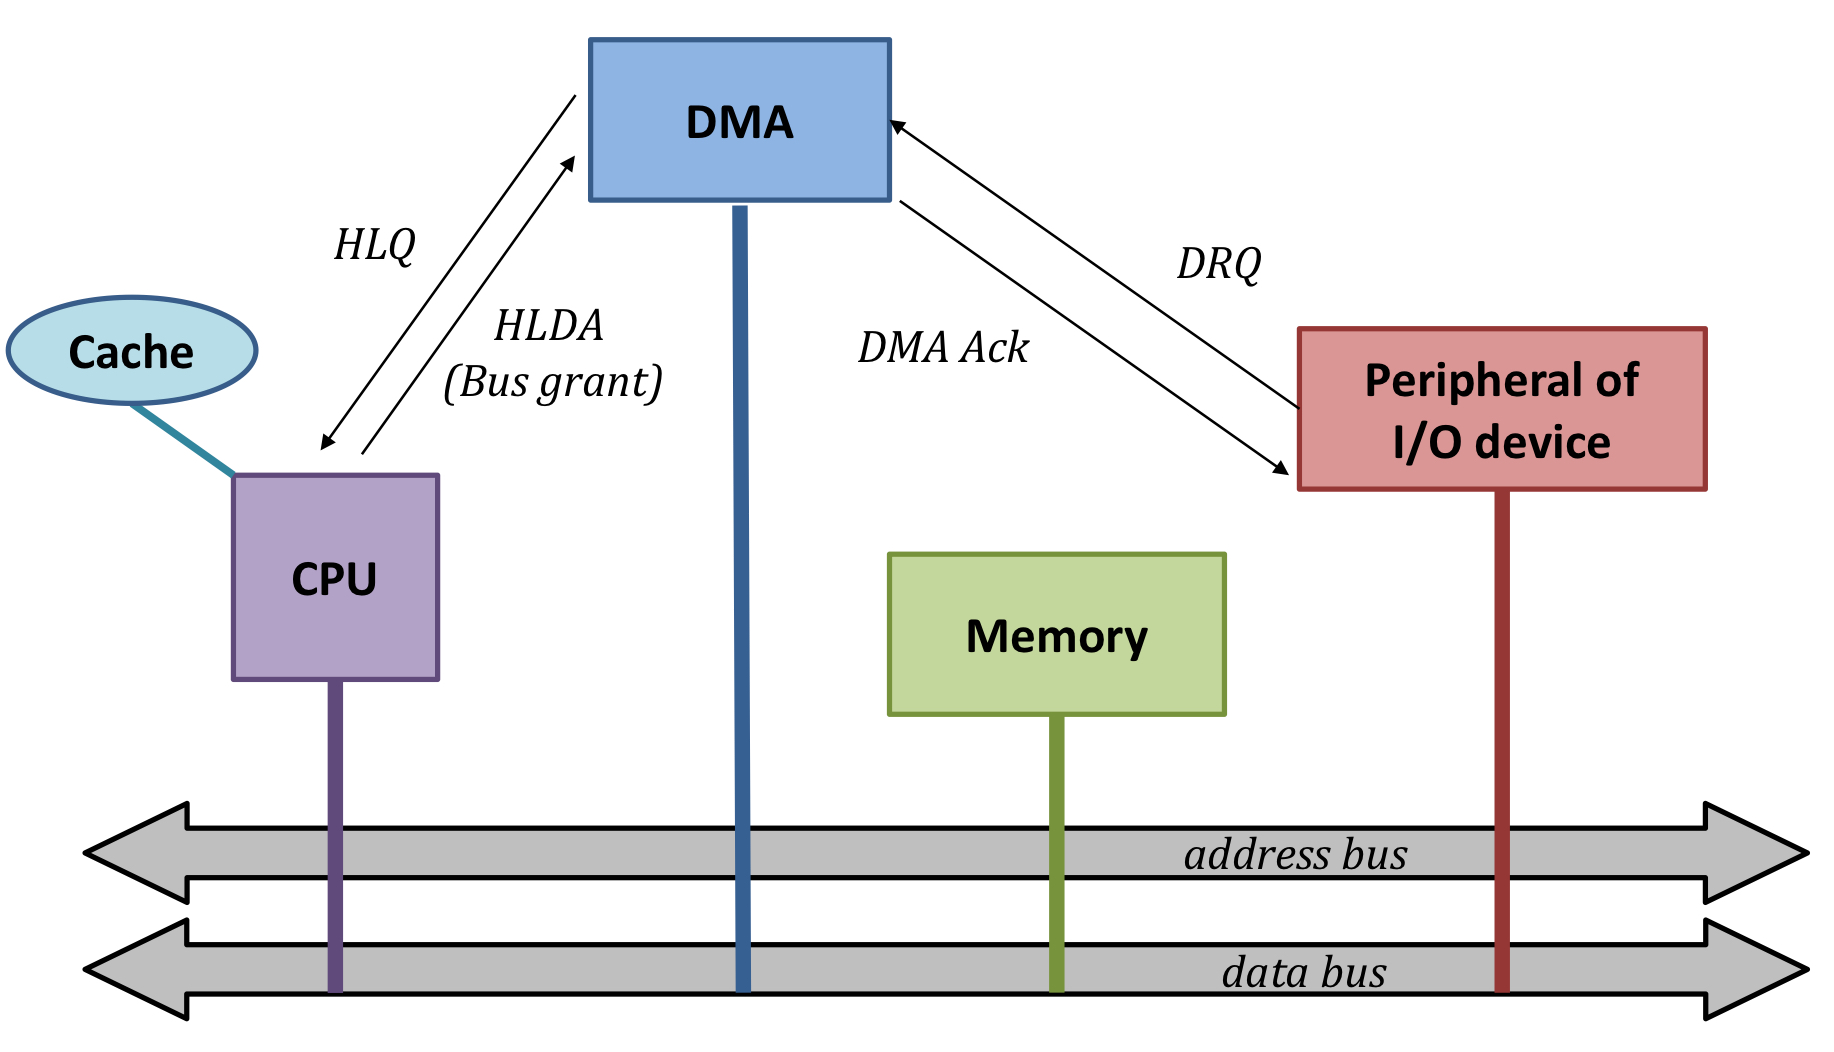 DMA
HLQ
DRQ
HLDA
(Bus grant)
DMA Ack
Cache
Peripheral of
I/O device
CPU
Memory
address bus
data bus